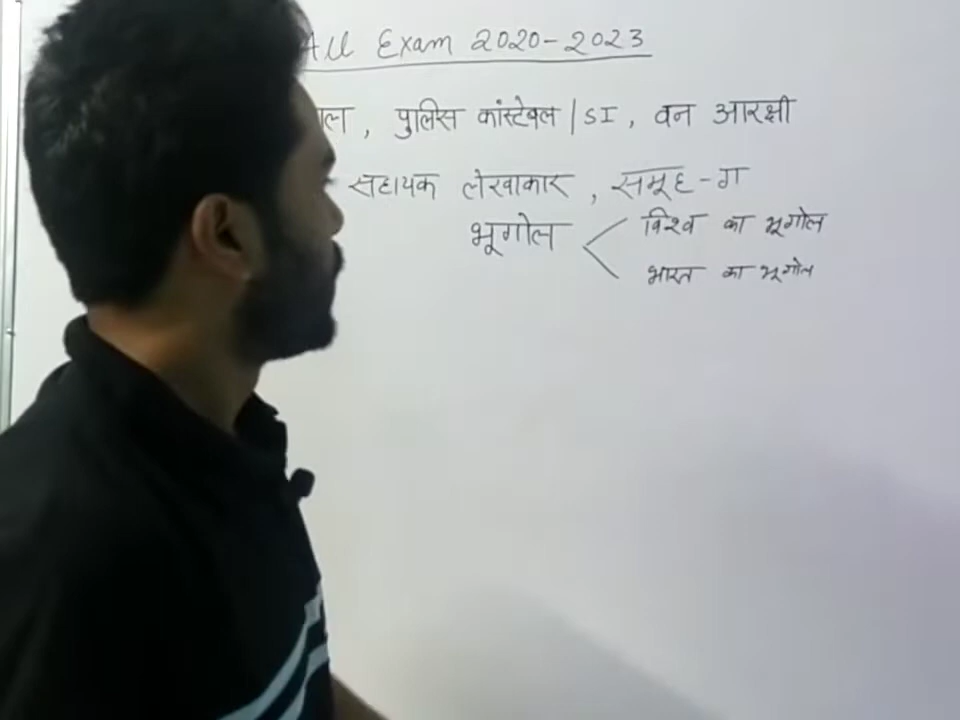 All Exam 2020-2023
, पुलिस कांस्टेबल / SI, वन आरक्षी
सहायक लेखाकार, समूह-ग
भूगोल
विश्व का भूगोल
भारत का भूगोल